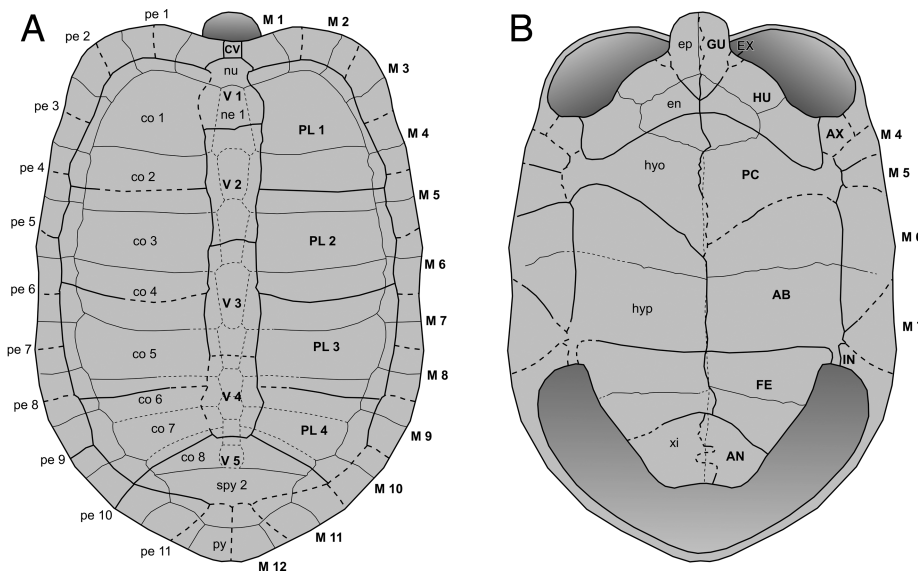 A
pe 1
M 1
M 2
pe 2
CV
nu
M 3
pe 3
V 1
ne 1
co 1
PL 1
M 4
pe 4
co 2
V 2
M 5
pe 5
co 3
PL 2
M 6
pe 6
co 4
V 3
M 7
pe 7
co 5
PL 3
M 8
pe 8
co 6
V 4
co 7
PL 4
M 9
pe 9
co 8
V 5
spy 2
M 10
pe 10
pe 11
py
M 11
M 12
B
ep
GU
EX
en
HU
AX
M 4
hyo
PC
M 5
M 6
hyp
AB
M 7
IN
FE
xi
AN